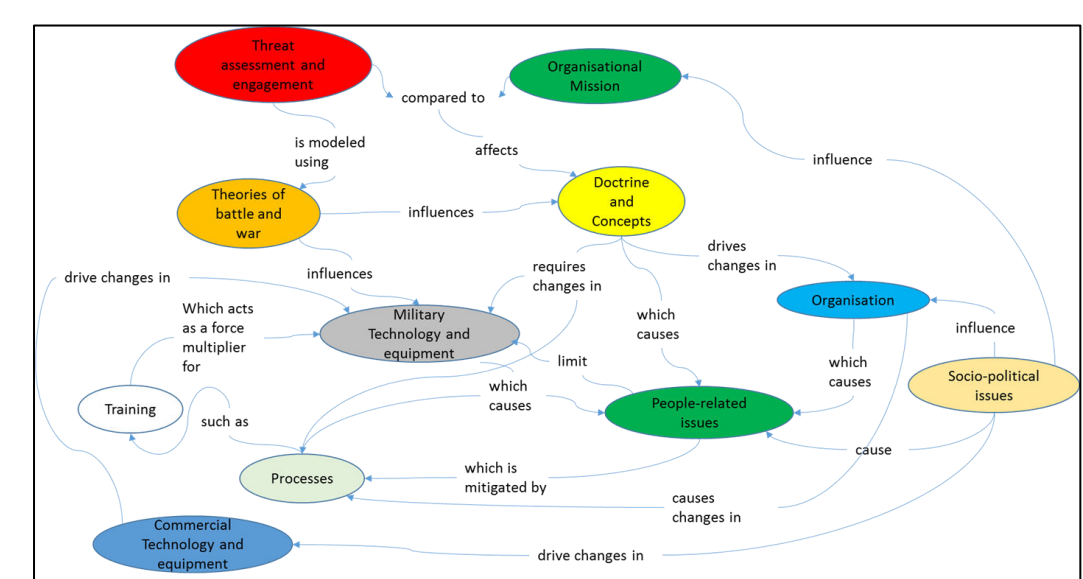 Threat
assessment and
engagement
Organisational
Mission
compared to
is modeled
using
affects
influence
Theories of
battle and
war
influences
Doctrine
and
Concepts
drives
changes in
drive changes in
influences
requires
changes in
Organisation
Which acts
as a force
multiplier
for
Military
Technology and
equipment
which
causes
influence
limit
which
causes
Socio-political
issues
which
causes
Training
such as
People-related
issues
cause
Processes
which is
mitigated by
causes
changes in
Commercial
Technology and
equipment
drive changes in